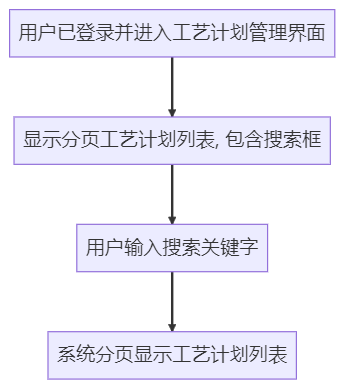 用户已登录并进入工艺计划管理界面
显示分页工艺计划列表, 包含搜索框
用户输入搜索关键字
系统分页显示工艺计划列表